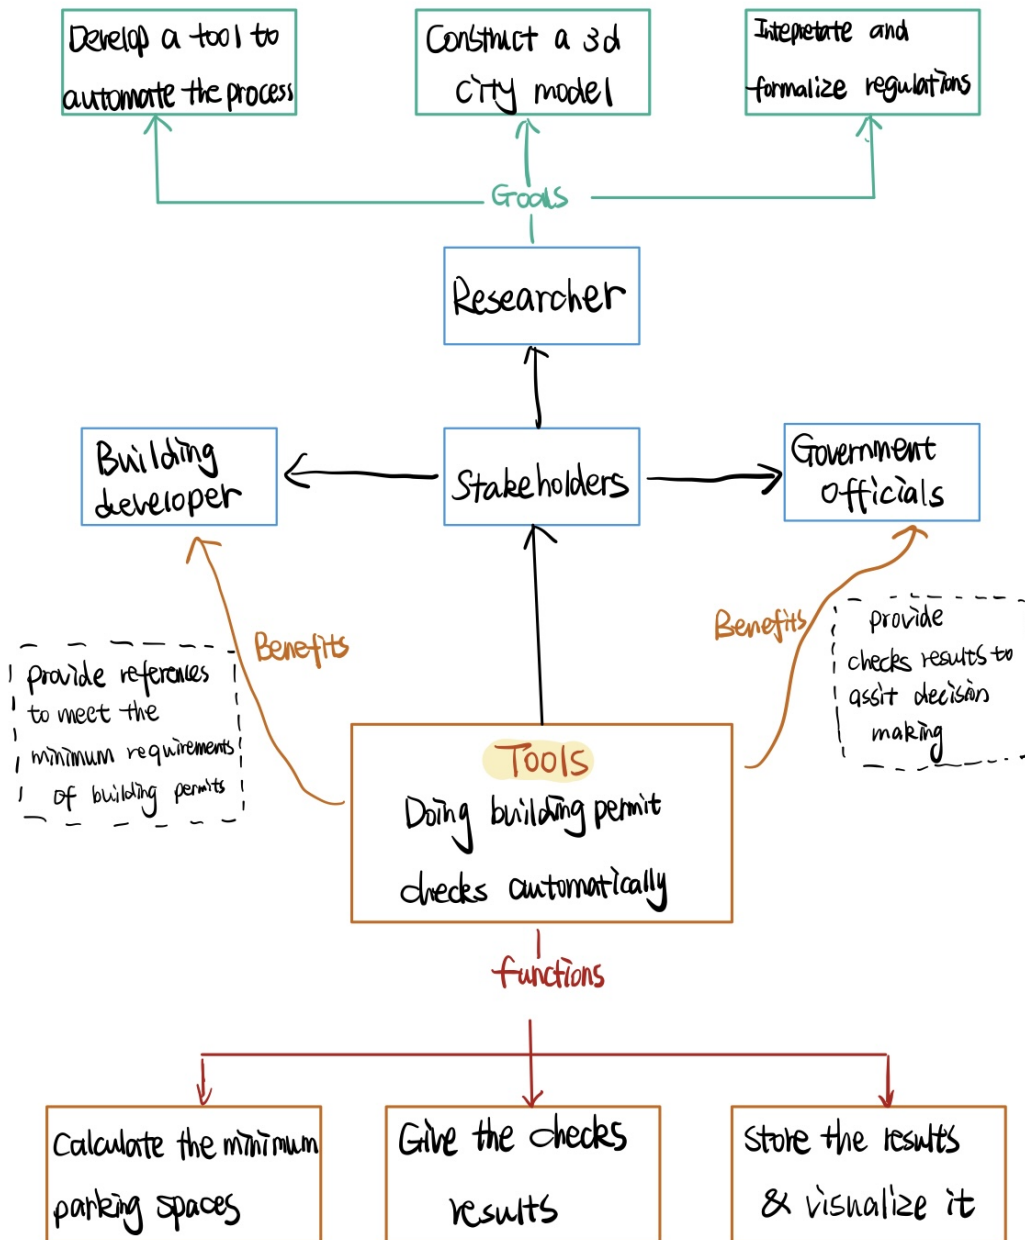 Develop a tool to
automate the process
Construct a 3d
city model
Intepretate and
formalize regulations
Goals
Researcher
Building
developer
Stakeholders
Government
Officials
Benefits
Benefits
provide references
to meet the
minimum requirements
of building permits
provide
checks results to
assit decision
making
Tools
Doing building permit
checks automatically
functions
Calculate the minimum
parking spaces
Give the checks
results
Store the results
& visualize it